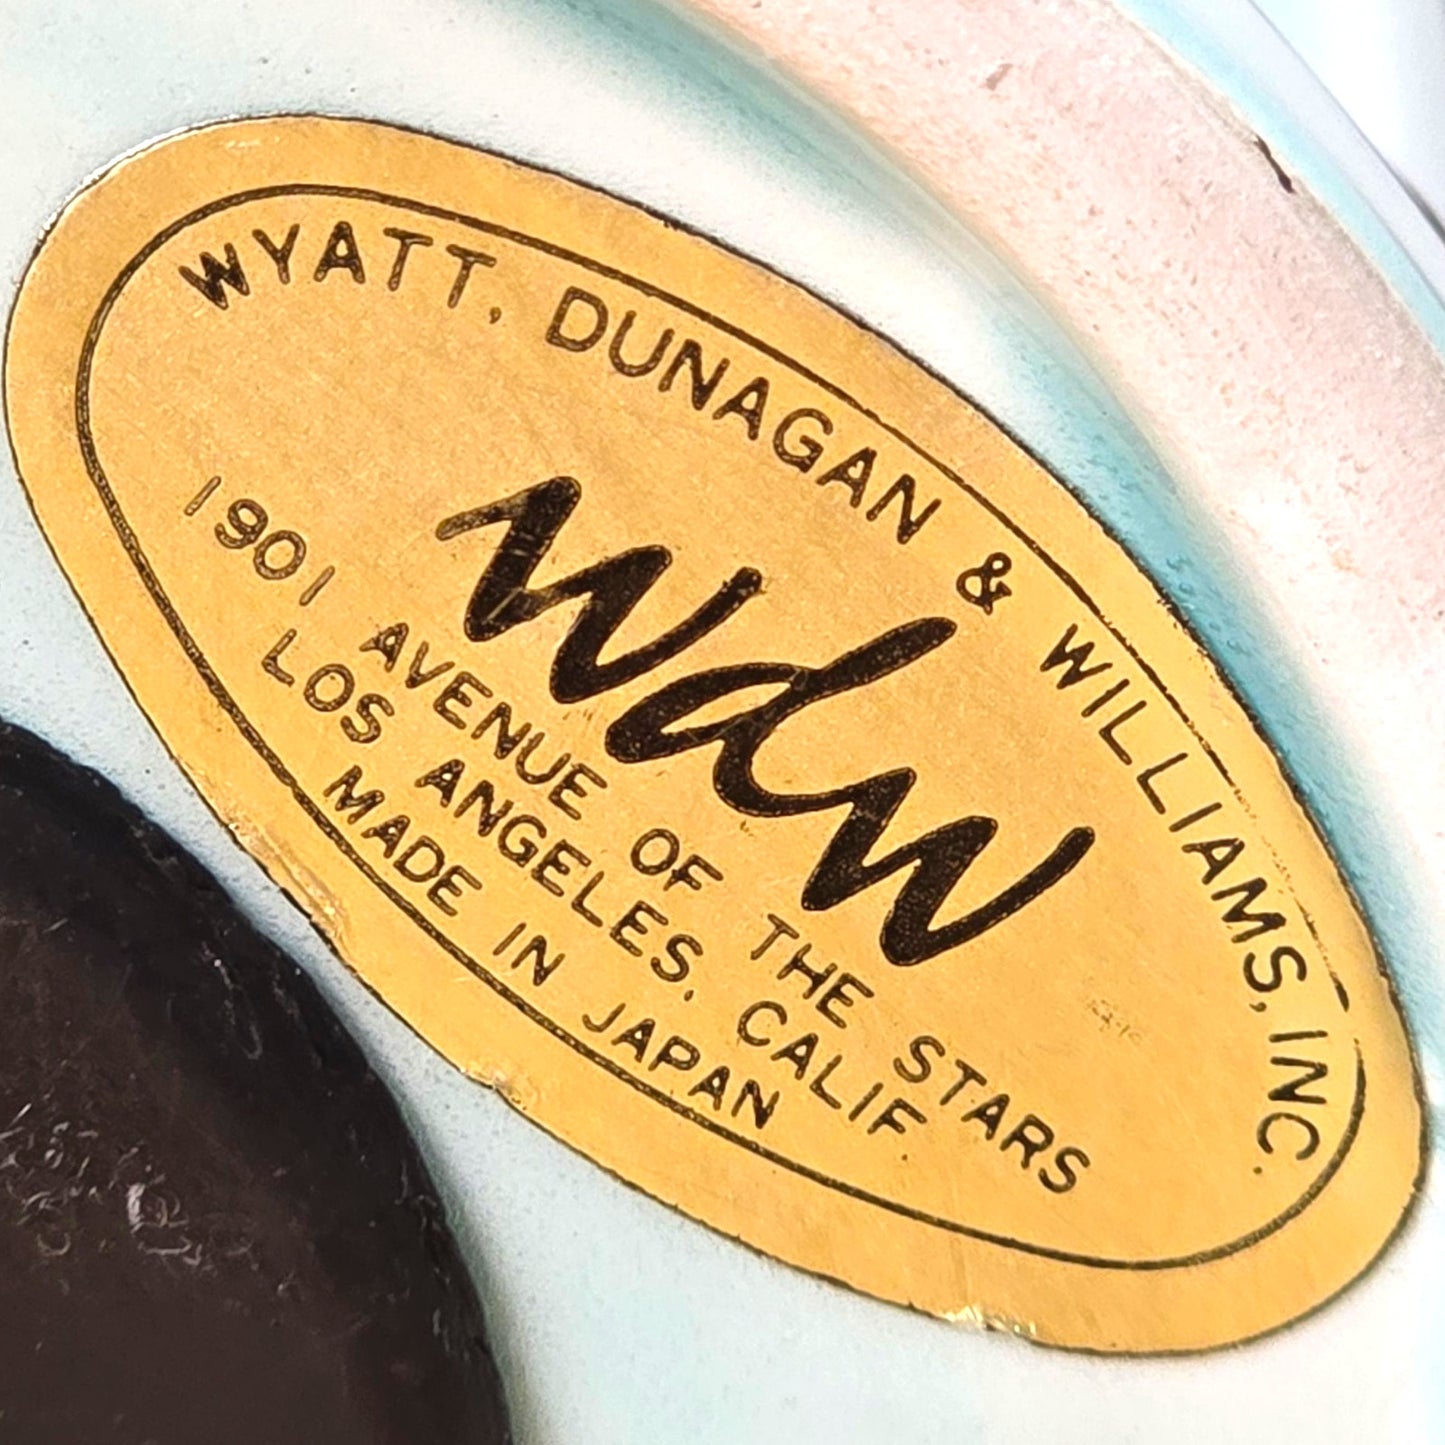 WYATT, DUNAGAN & WILLIAMS, INC.
wdw
1901 AVENUE OF THE STARS
LOS ANGELES, CALIF.
MADE IN JAPAN